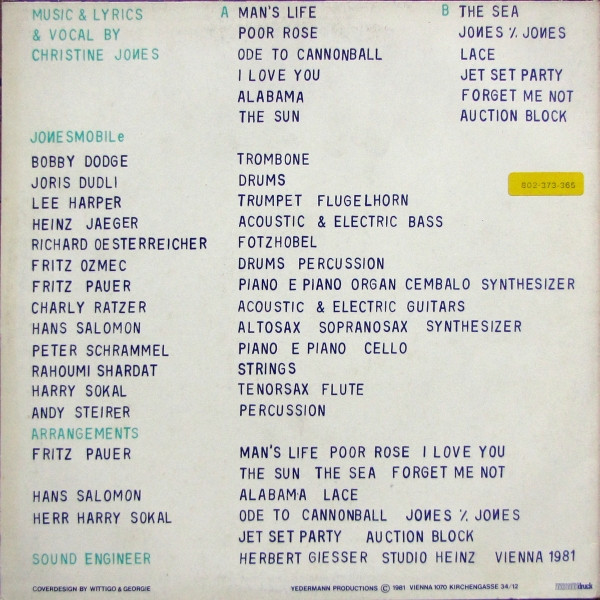 MUSIC & LYRICS A MAN'S LIFE B THE SEA
& VOCAL BY POOR ROSE JONES % JONES
CHRISTINE JONES ODE TO CANNONBALL LACE
I LOVE YOU JET SET PARTY
ALABAMA FORGET ME NOT
THE SUN AUCTION BLOCK
JONESMOBILe
BOBBY DODGE TROMBONE
JORIS DUDLI DRUMS
802-373-365
LEE HARPER TRUMPET FLUGELHORN
HEINZ JAEGER ACOUSTIC & ELECTRIC BASS
RICHARD OESTERREICHER FOTZHOBEL
FRITZ OZMEC DRUMS PERCUSSION
FRITZ PAUER PIANO E PIANO ORGAN CEMBALO SYNTHESIZER
CHARLY RATZER ACOUSTIC & ELECTRIC GUITARS
HANS SALOMON ALTOSAX SOPRANOSAX SYNTHESIZER
PETER SCHRAMMEL PIANO E PIANO CELLO
RAHOUMI SHARDAT STRINGS
HARRY SOKAL TENORSAX FLUTE
ANDY STEIRER PERCUSSION
ARRANGEMENTS
FRITZ PAUER MAN'S LIFE POOR ROSE I LOVE YOU
THE SUN THE SEA FORGET ME NOT
HANS SALOMON ALABAMA LACE
HERR HARRY SOKAL ODE TO CANNONBALL JONES % JONES
JET SET PARTY AUCTION BLOCK
SOUND ENGINEER HERBERT GIESSER STUDIO HEINZ VIENNA 1981
COVERDESIGN BY WITTIGO & GEORGIE YEDERMANN PRODUCTIONS © 1981 VIENNA 1070 KIRCHENGASSE 34/12